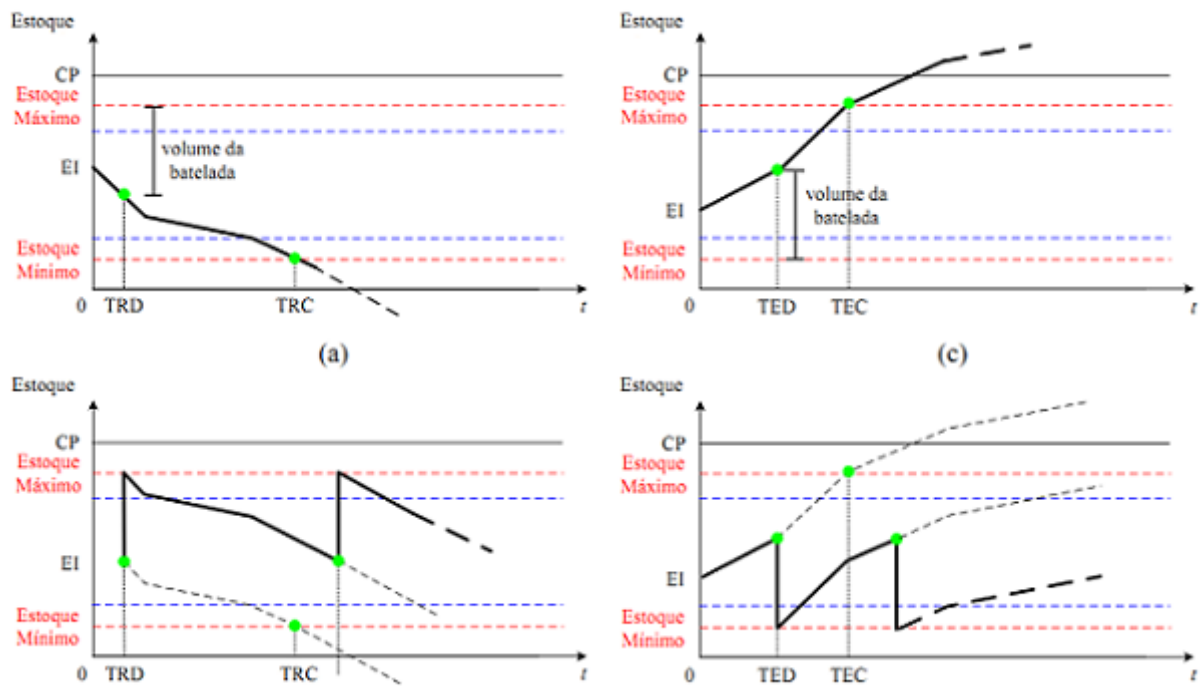 Estoque
CP
Estoque
Máximo
volume da
batelada
EI
Estoque
Mínimo
0
TRD
TRC
t
(a)
Estoque
CP
Estoque
Máximo
EI
volume da
batelada
Estoque
Mínimo
0
TED
TEC
t
(c)
Estoque
CP
Estoque
Máximo
EI
Estoque
Mínimo
0
TRD
TRC
t
Estoque
CP
Estoque
Máximo
EI
Estoque
Mínimo
0
TED
TEC
t